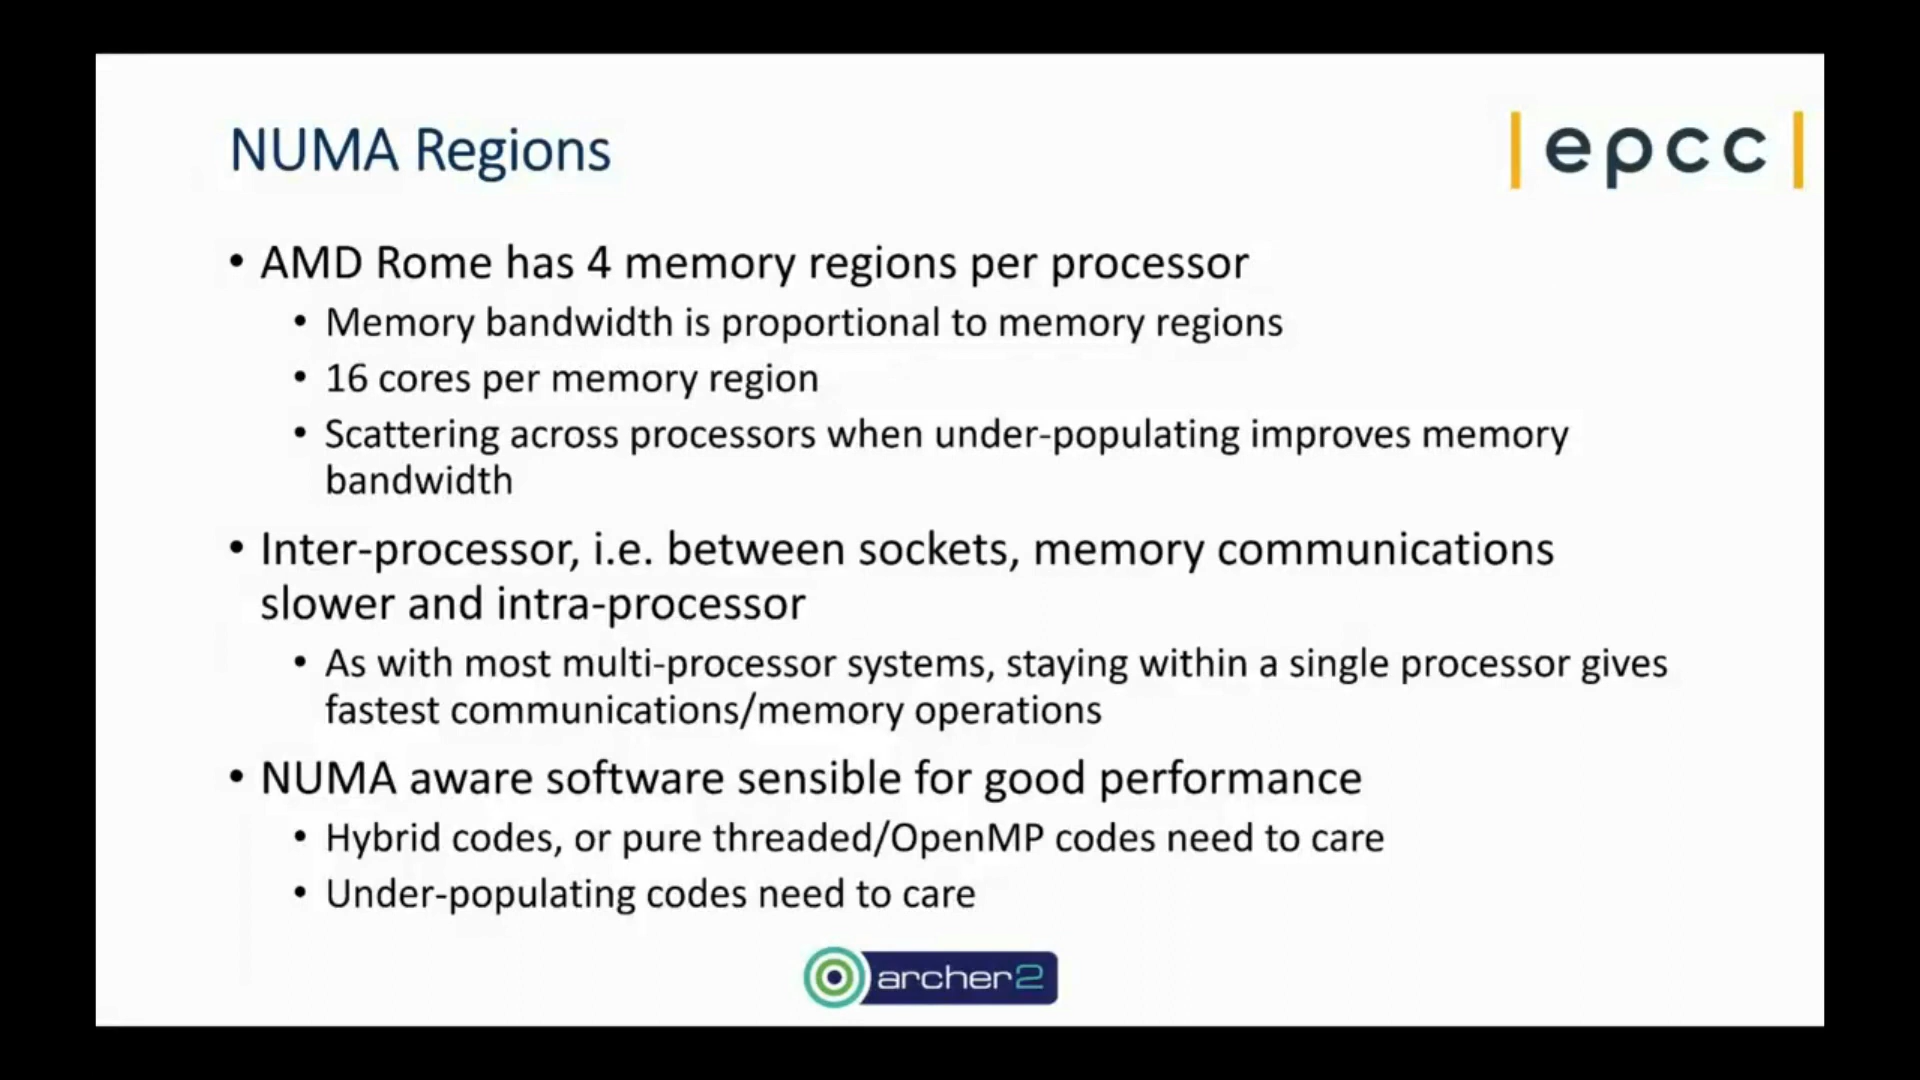 NUMA Regions
|epcc|
• AMD Rome has 4 memory regions per processor
• Memory bandwidth is proportional to memory regions
• 16 cores per memory region
• Scattering across processors when under-populating improves memory
bandwidth
• Inter-processor, i.e. between sockets, memory communications
slower and intra-processor
• As with most multi-processor systems, staying within a single processor gives
fastest communications/memory operations
• NUMA aware software sensible for good performance
• Hybrid codes, or pure threaded/OpenMP codes need to care
• Under-populating codes need to care
archer2